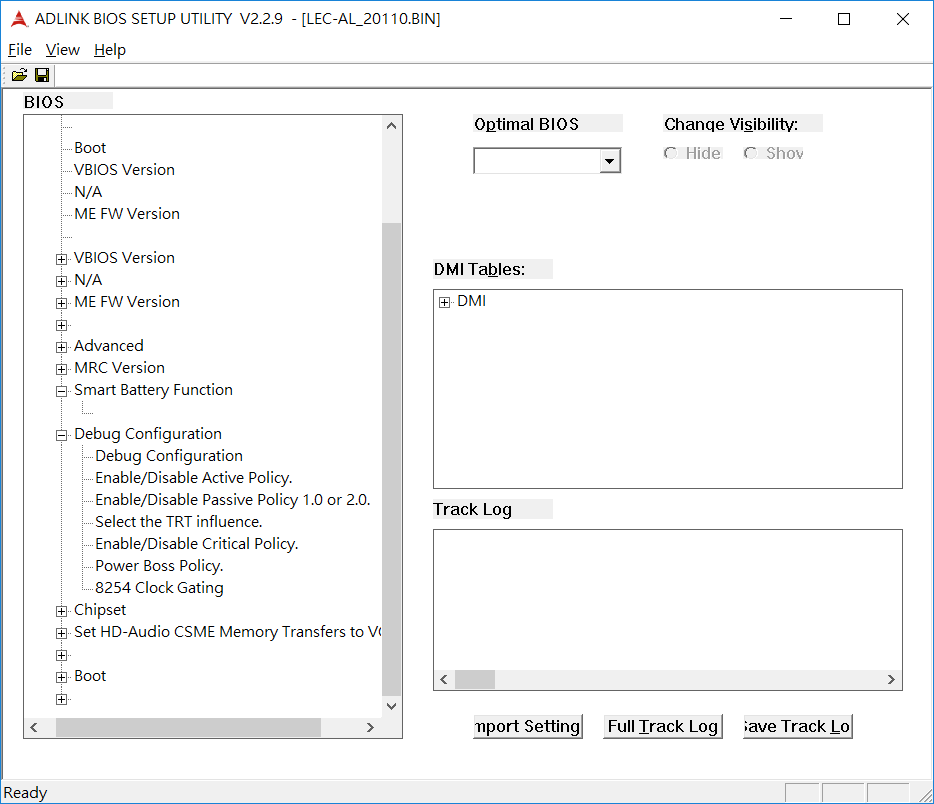 ADLINK BIOS SETUP UTILITY V2.2.9 - [LEC-AL_20110.BIN]
File View Help
BIOS
Boot
VBIOS Version
N/A
ME FW Version
VBIOS Version
N/A
ME FW Version
Advanced
MRC Version
Smart Battery Function
Debug Configuration
Debug Configuration
Enable/Disable Active Policy.
Enable/Disable Passive Policy 1.0 or 2.0.
Select the TRT influence.
Enable/Disable Critical Policy.
Power Boss Policy.
8254 Clock Gating
Chipset
Set HD-Audio CSME Memory Transfers to VC
Boot
Optimal BIOS
Change Visibility:
Hide Shov
DMI Tables:
DMI
Track Log
mport Setting Full Track Log Save Track Lo
Ready